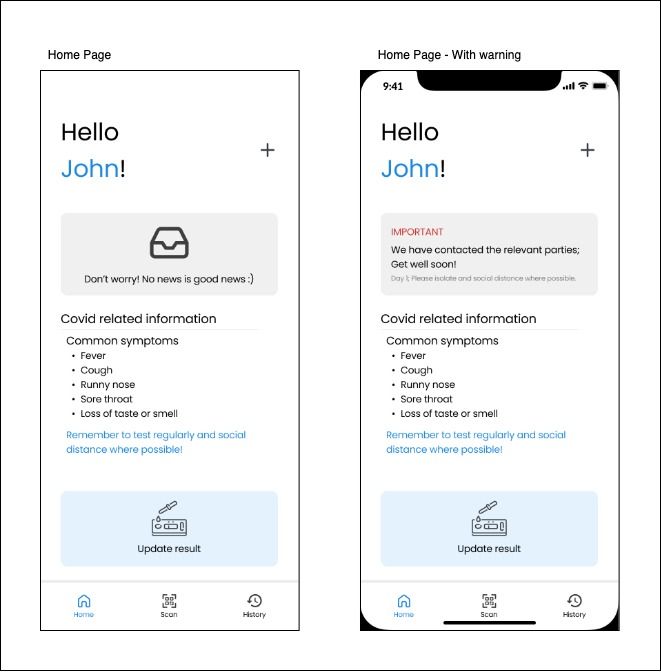 Home Page
Hello
John!
Don't worry! No news is good news :)
Covid related information
Common symptoms
• Fever
• Cough
• Runny nose
• Sore throat
• Loss of taste or smell
Remember to test regularly and social
distance where possible!
Update result
Home Scan History
Home Page - With warning
9:41
Hello
John!
IMPORTANT
We have contacted the relevant parties;
Get well soon!
Day 1; Please isolate and social distance where possible.
Covid related information
Common symptoms
• Fever
• Cough
• Runny nose
• Sore throat
• Loss of taste or smell
Remember to test regularly and social
distance where possible!
Update result
Home Scan History